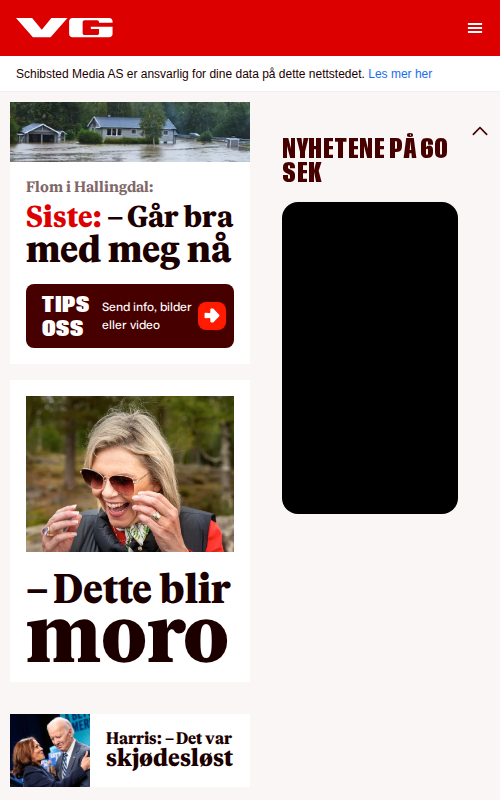 VG
Schibsted Media AS er ansvarlig for dine data på dette nettstedet. Les mer her
Flom i Hallingdal:
Siste: – Går bra
med meg nå
TIPS
OSS
Send info, bilder
eller video
– Dette blir
moro
Harris: – Det var
skjødesløst
NYHETENE PÅ 60
SEK